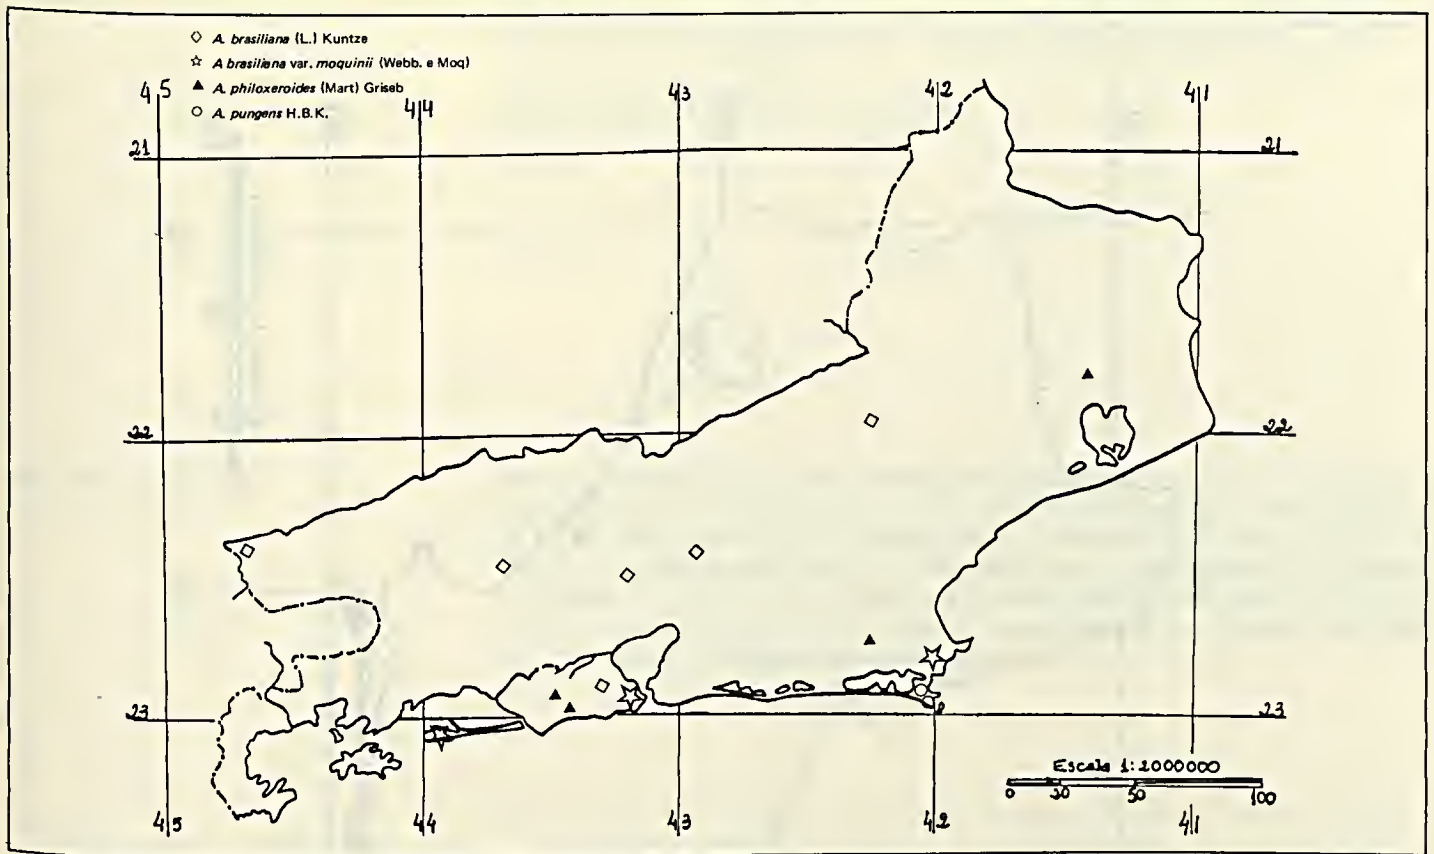 ◇ A. brasiliana (L.) Kuntze
☆ A brasiliana var. moquinii (Webb. e Moq)
▲ A. philoxeroides (Mart) Griseb
○ A. pungens H.B.K.
45 44 43 42 41
21 21
22 22
23 23
Escala 1:2000000
0 20 50 100
45 44 43 42 41